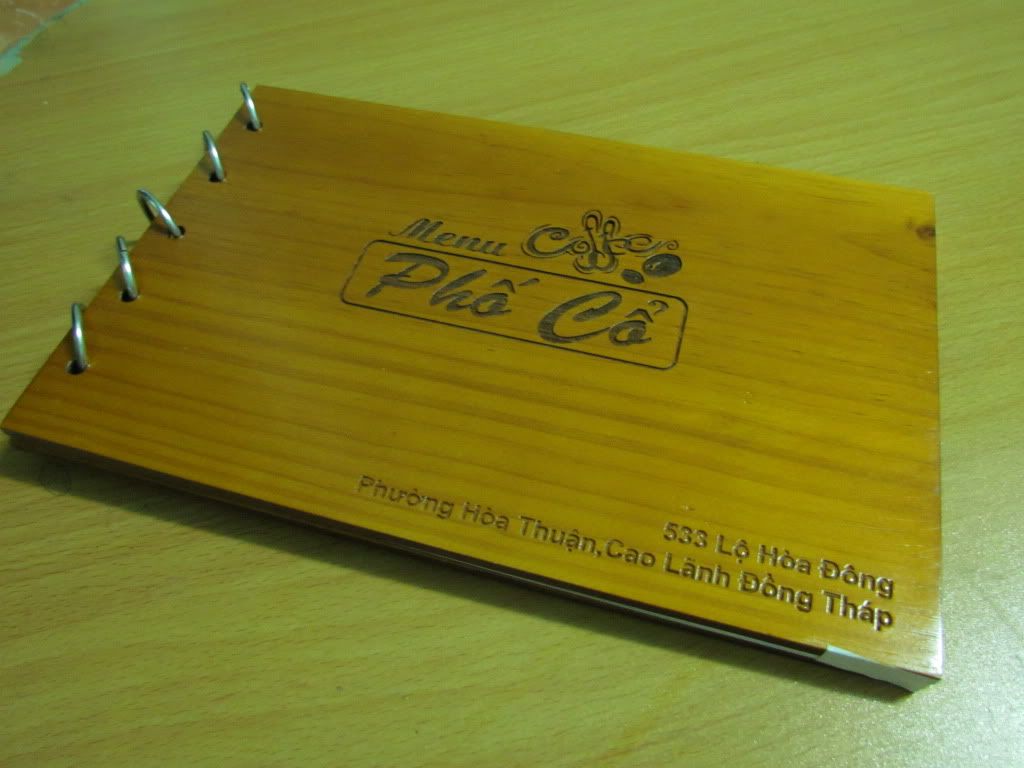 Menu Coffee
Phố Cổ
533 Lộ Hòa Đông
Phường Hòa Thuận,Cao Lãnh Đồng Tháp